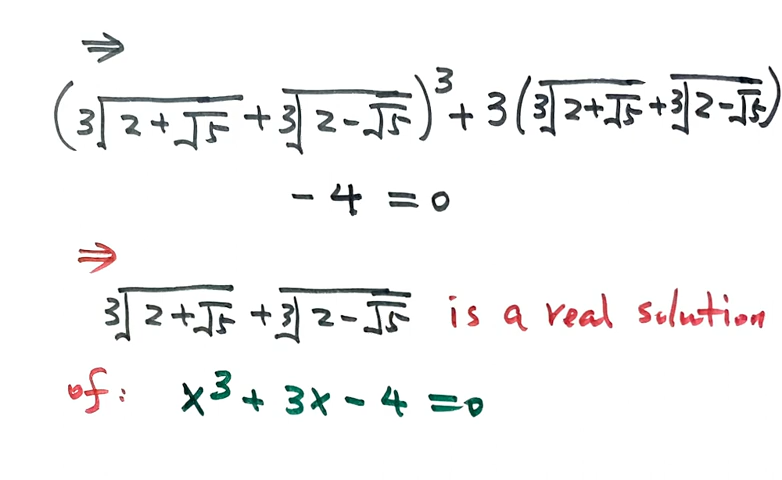 ⇒
(∛(2+√5) + ∛(2-√5))³ + 3(∛(2+√5) + ∛(2-√5))
- 4 = 0
⇒
∛(2+√5) + ∛(2-√5) is a real solution
of: x³ + 3x - 4 = 0